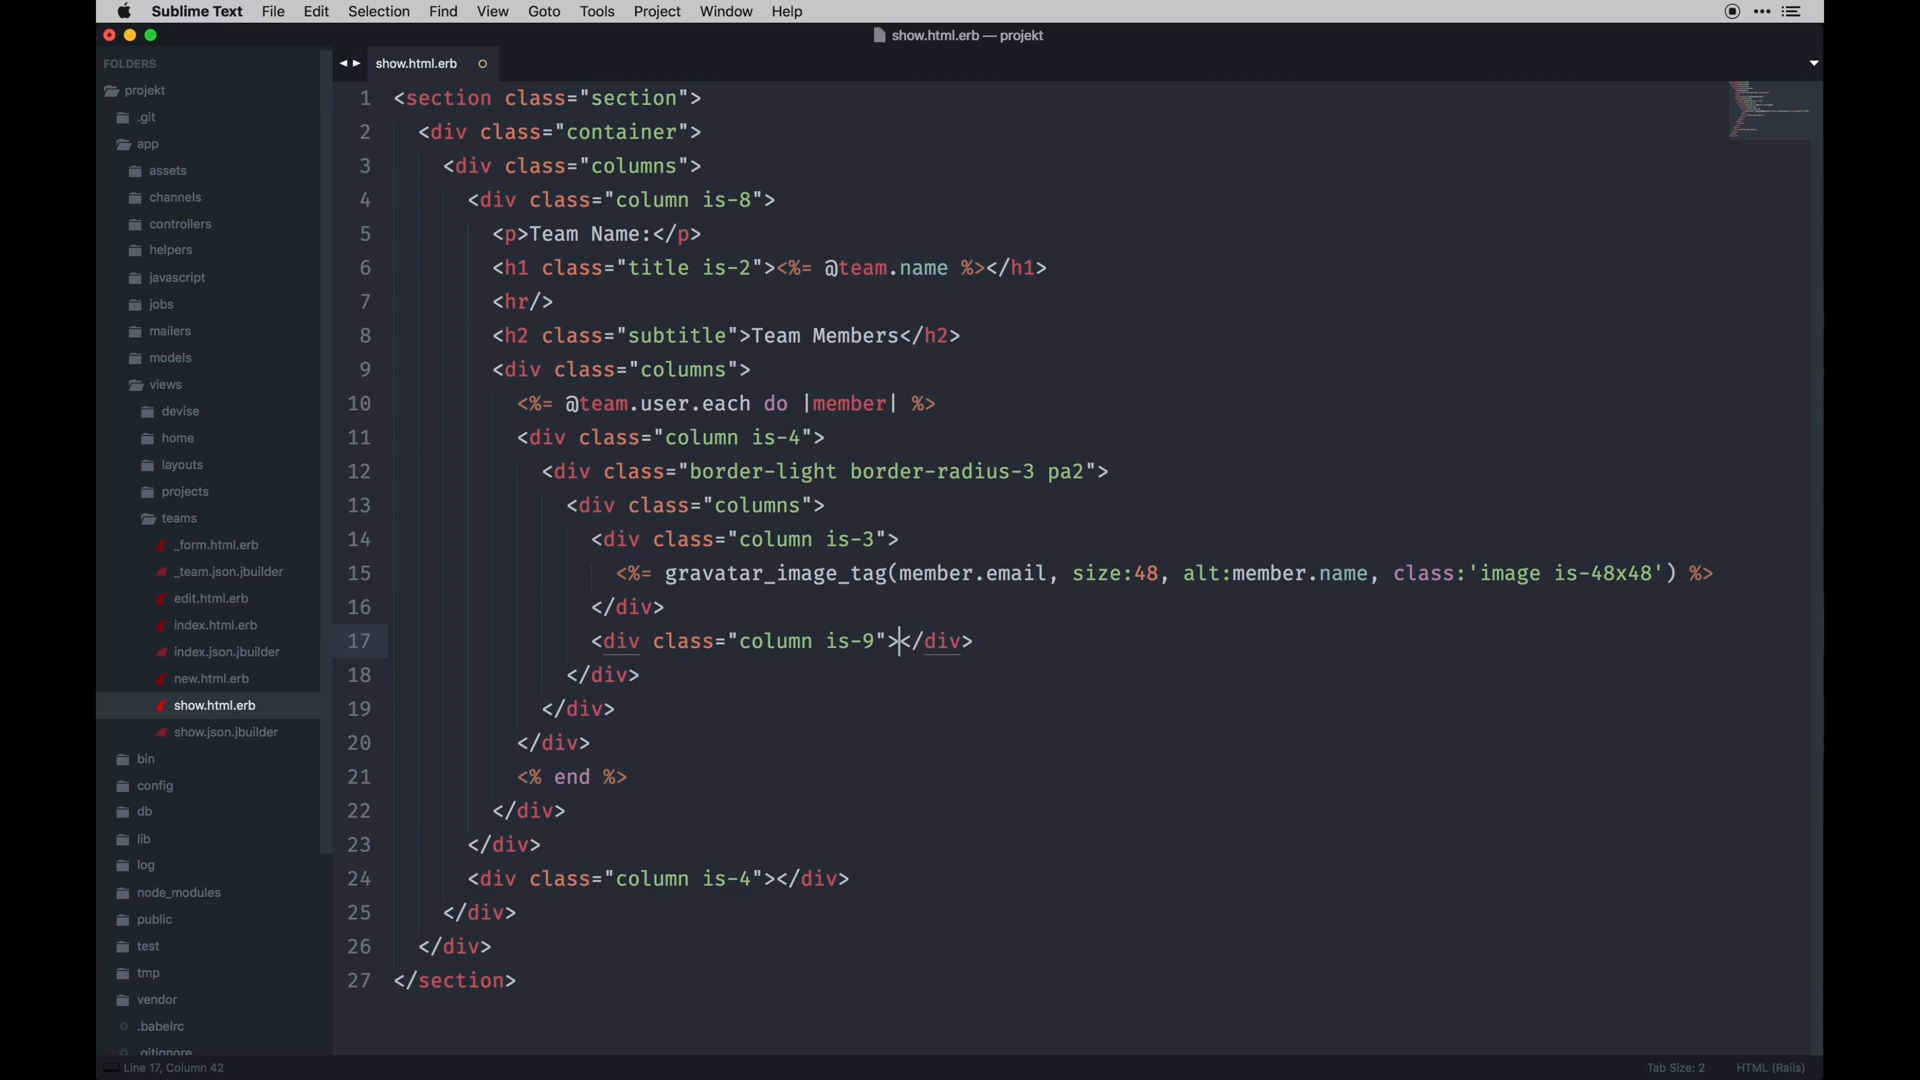 Sublime Text File Edit Selection Find View Goto Tools Project Window Help
show.html.erb — projekt
FOLDERS
projekt
.git
app
assets
channels
controllers
helpers
javascript
jobs
mailers
models
views
devise
home
layouts
projects
teams
_form.html.erb
_team.json.jbuilder
edit.html.erb
index.html.erb
index.json.jbuilder
new.html.erb
show.html.erb
show.json.jbuilder
bin
config
db
lib
log
node_modules
public
test
tmp
vendor
.babelrc
.gitignore
show.html.erb
1 <section class="section">
2 <div class="container">
3 <div class="columns">
4 <div class="column is-8">
5 <p>Team Name:</p>
6 <h1 class="title is-2"><%= @team.name %></h1>
7 <hr/>
8 <h2 class="subtitle">Team Members</h2>
9 <div class="columns">
10 <%= @team.user.each do |member| %>
11 <div class="column is-4">
12 <div class="border-light border-radius-3 pa2">
13 <div class="columns">
14 <div class="column is-3">
15 <%= gravatar_image_tag(member.email, size:48, alt:member.name, class:'image is-48x48') %>
16 </div>
17 <div class="column is-9"></div>
18 </div>
19 </div>
20 </div>
21 <% end %>
22 </div>
23 </div>
24 <div class="column is-4"></div>
25 </div>
26 </div>
27 </section>
Line 17, Column 42
Tab Size: 2 HTML (Rails)